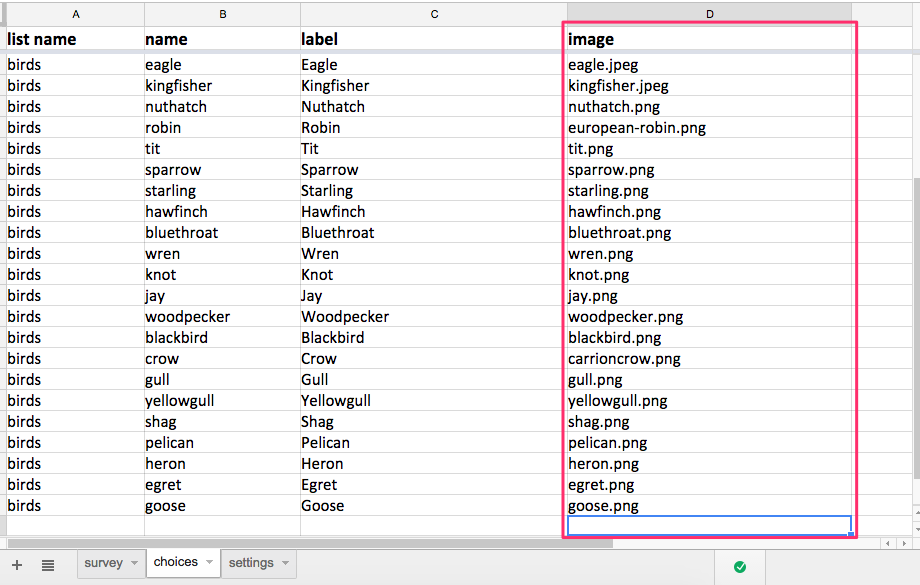 A B C D
list name name label image
birds eagle Eagle eagle.jpeg
birds kingfisher Kingfisher kingfisher.jpeg
birds nuthatch Nuthatch nuthatch.png
birds robin Robin european-robin.png
birds tit Tit tit.png
birds sparrow Sparrow sparrow.png
birds starling Starling starling.png
birds hawfinch Hawfinch hawfinch.png
birds bluethroat Bluethroat bluethroat.png
birds wren Wren wren.png
birds knot Knot knot.png
birds jay Jay jay.png
birds woodpecker Woodpecker woodpecker.png
birds blackbird Blackbird blackbird.png
birds crow Crow carrioncrow.png
birds gull Gull gull.png
birds yellowgull Yellowgull yellowgull.png
birds shag Shag shag.png
birds pelican Pelican pelican.png
birds heron Heron heron.png
birds egret Egret egret.png
birds goose Goose goose.png
survey choices settings